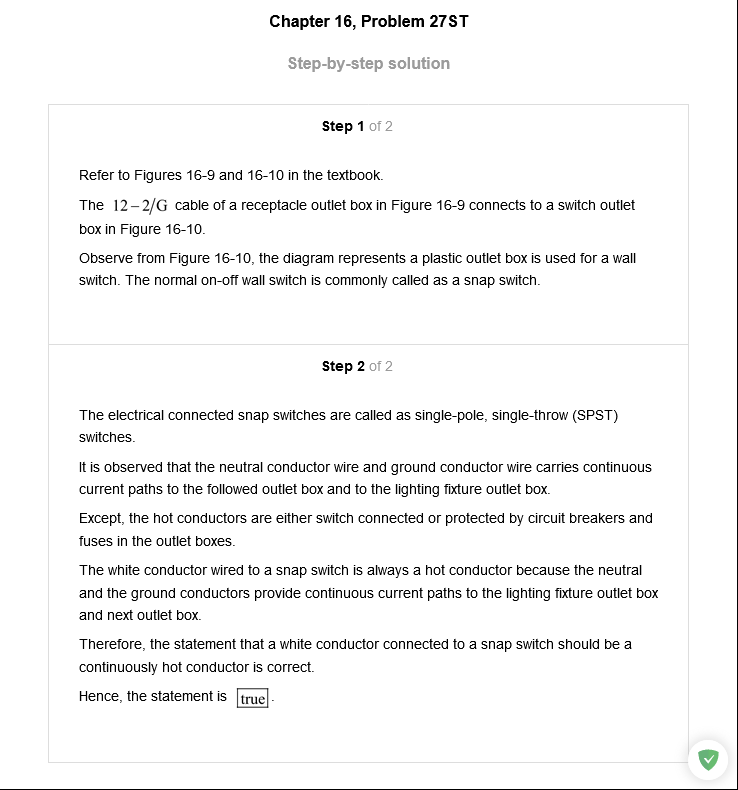 Chapter 16, Problem 27ST
Step-by-step solution
Step 1 of 2
Refer to Figures 16-9 and 16-10 in the textbook.
The 12−2/G cable of a receptacle outlet box in Figure 16-9 connects to a switch outlet
box in Figure 16-10.
Observe from Figure 16-10, the diagram represents a plastic outlet box is used for a wall
switch. The normal on-off wall switch is commonly called as a snap switch.
Step 2 of 2
The electrical connected snap switches are called as single-pole, single-throw (SPST)
switches.
It is observed that the neutral conductor wire and ground conductor wire carries continuous
current paths to the followed outlet box and to the lighting fixture outlet box.
Except, the hot conductors are either switch connected or protected by circuit breakers and
fuses in the outlet boxes.
The white conductor wired to a snap switch is always a hot conductor because the neutral
and the ground conductors provide continuous current paths to the lighting fixture outlet box
and next outlet box.
Therefore, the statement that a white conductor connected to a snap switch should be a
continuously hot conductor is correct.
Hence, the statement is true.